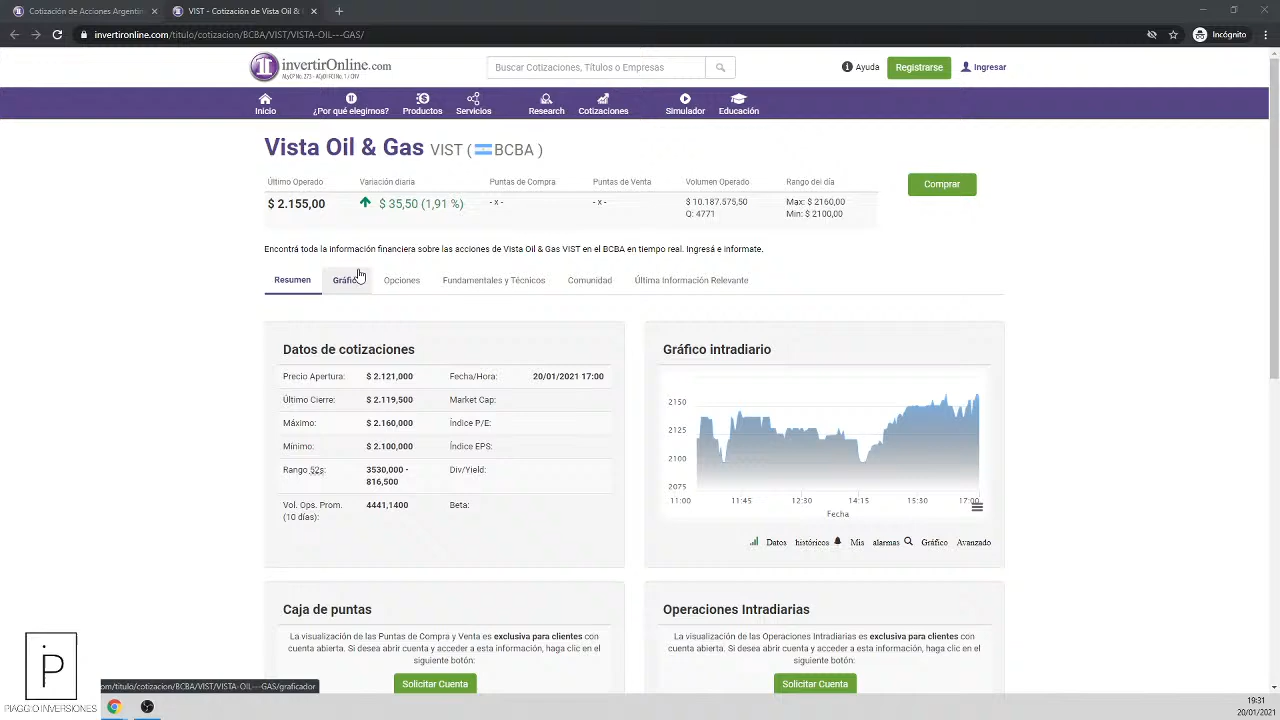 Cotización de Acciones Argentin
VIST - Cotización de Vista Oil &
invertironline.com/titulo/cotizacion/BCBA/VIST/VISTA-OIL---GAS/
Incógnito
invertirOnline.com
Buscar Cotizaciones, Títulos o Empresas
Ayuda
Registrarse
Ingresar
Inicio
¿Por qué elegirnos?
Productos
Servicios
Research
Cotizaciones
Simulador
Educación
Vista Oil & Gas VIST ( BCBA )
Último Operado
Variación diaria
Puntas de Compra
Puntas de Venta
Volumen Operado
Rango del día
$ 2.155,00
$ 35,50 (1,91 %)
- x -
- x -
$ 10.187.575,50
Q: 4771
Max: $ 2160,00
Min: $ 2100,00
Comprar
Encontrá toda la información financiera sobre las acciones de Vista Oil & Gas VIST en el BCBA en tiempo real. Ingresá e informate.
Resumen
Gráfico
Opciones
Fundamentales y Técnicos
Comunidad
Última Información Relevante
Datos de cotizaciones
Precio Apertura: $ 2.121,000 Fecha/Hora: 20/01/2021 17:00
Último Cierre: $ 2.119,500 Market Cap:
Máximo: $ 2.160,000 Índice P/E:
Mínimo: $ 2.100,000 Índice EPS:
Rango 52s: 3530,000 - Div/Yield:
816,500
Vol. Ops. Prom. 4441,1400 Beta:
(10 días):
Gráfico intradiario
2150
2125
2100
2075
11:00 11:45 12:30 14:15 15:30 17:00
Fecha
Datos históricos Mis alarmas Gráfico Avanzado
Caja de puntas
La visualización de las Puntas de Compra y Venta es exclusiva para clientes con
cuenta abierta. Si desea abrir cuenta y acceder a esta información, haga clic en el
siguiente botón:
Solicitar Cuenta
Operaciones Intradiarias
La visualización de las Operaciones Intradiarias es exclusiva para clientes con
cuenta abierta. Si desea abrir cuenta y acceder a esta información, haga clic en el
siguiente botón:
Solicitar Cuenta
om/titulo/cotizacion/BCBA/VIST/VISTA-OIL---GAS/graficador
PIAGGIO INVERSIONES
19:31
20/01/2021